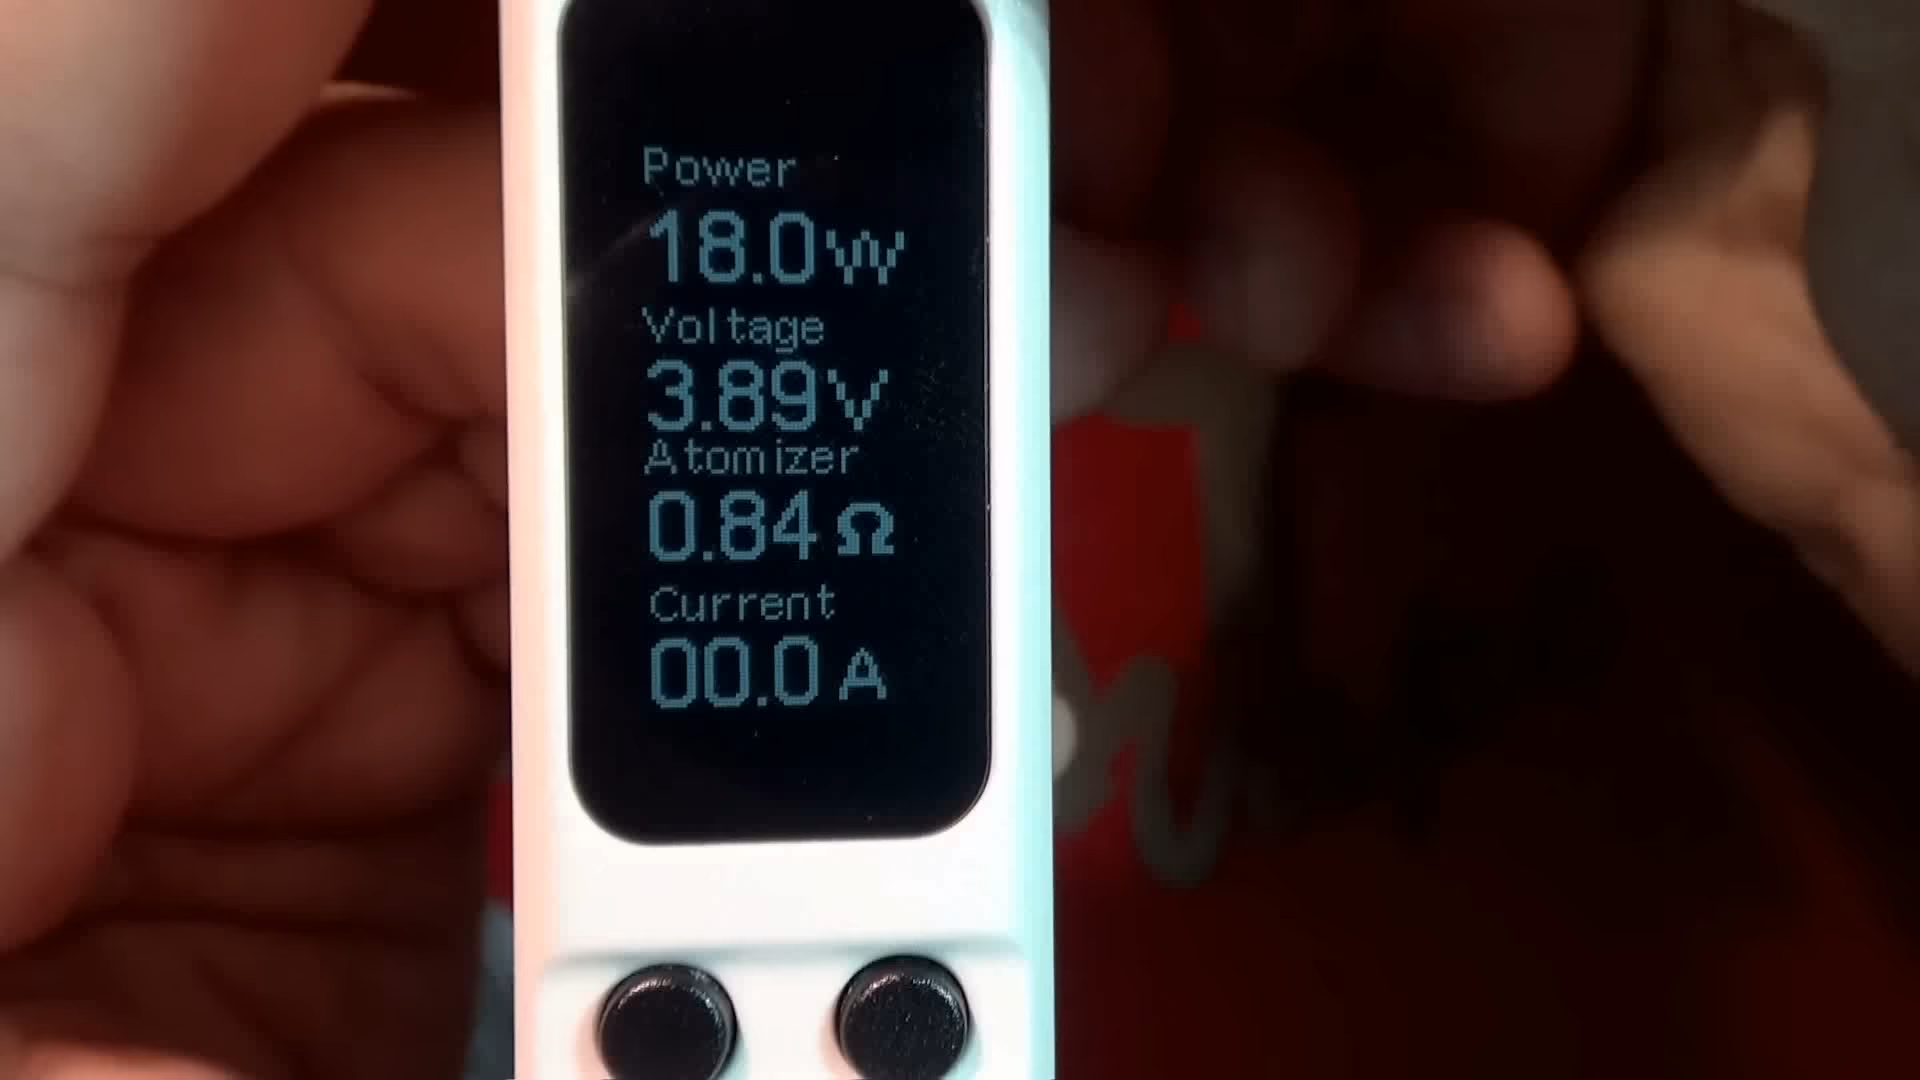 Power
18.0W
Voltage
3.89V
Atomizer
0.84Ω
Current
00.0A